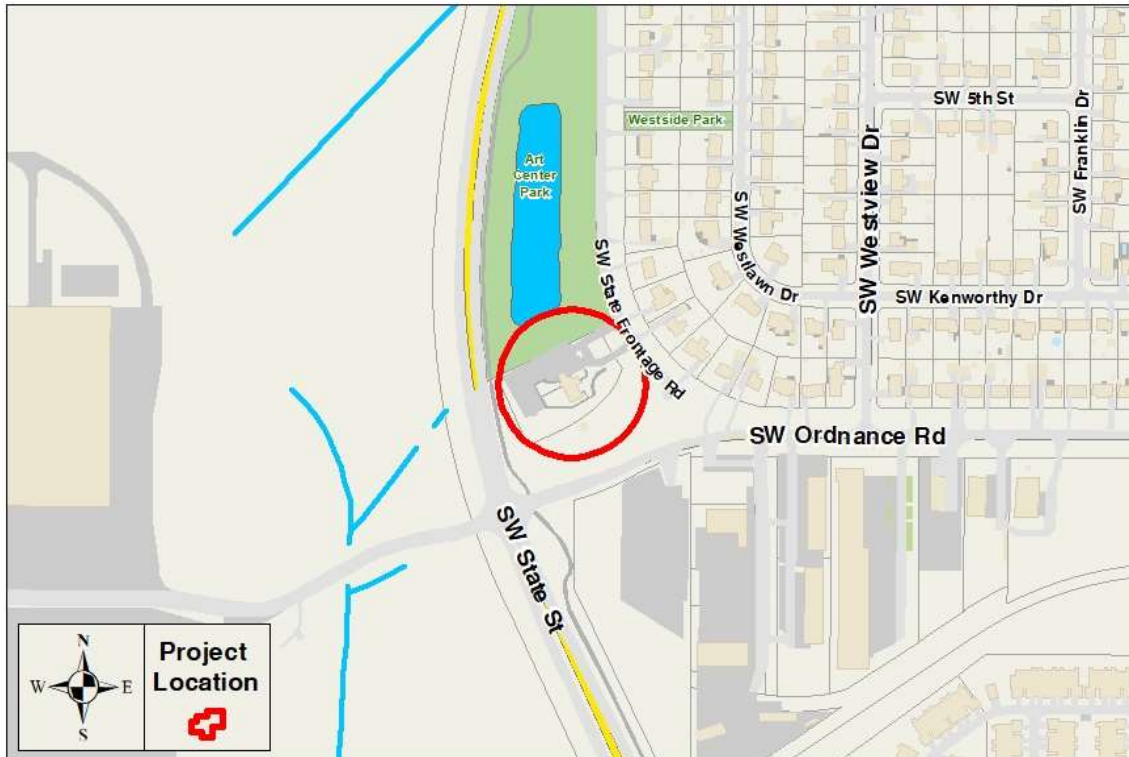 SW 5th St
Westside Park
Art
Center
Park
SW Westview Dr
SW Franklin Dr
SW Westlawn Dr
SW State Frontage Rd
SW Kenworthy Dr
SW Ordnance Rd
SW State St
N
W E
S
Project
Location